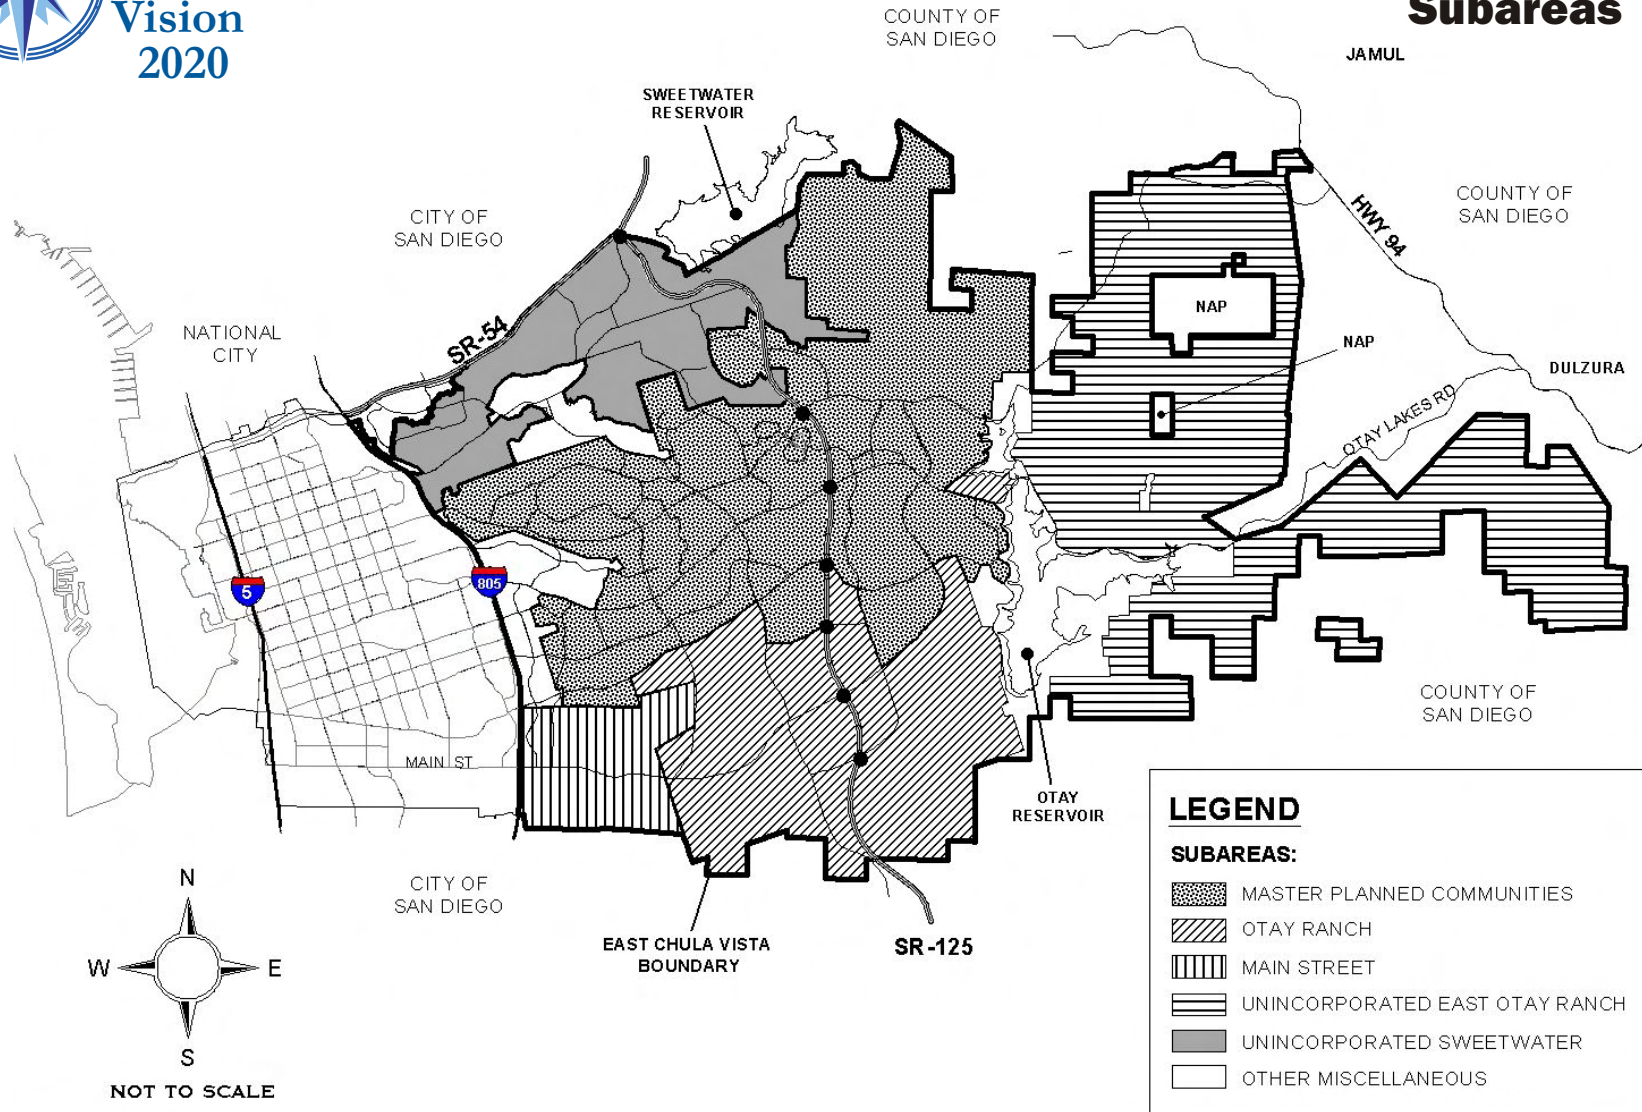 Vision
2020
Subareas
COUNTY OF
SAN DIEGO
JAMUL
SWEETWATER
RESERVOIR
CITY OF
SAN DIEGO
COUNTY OF
SAN DIEGO
HWY 94
NATIONAL
CITY
SR-54
NAP
NAP
DULZURA
OTAY LAKES RD
5
805
COUNTY OF
SAN DIEGO
MAIN ST
OTAY
RESERVOIR
CITY OF
SAN DIEGO
EAST CHULA VISTA
BOUNDARY
SR-125
N
W
E
S
NOT TO SCALE
LEGEND
SUBAREAS:
MASTER PLANNED COMMUNITIES
OTAY RANCH
MAIN STREET
UNINCORPORATED EAST OTAY RANCH
UNINCORPORATED SWEETWATER
OTHER MISCELLANEOUS